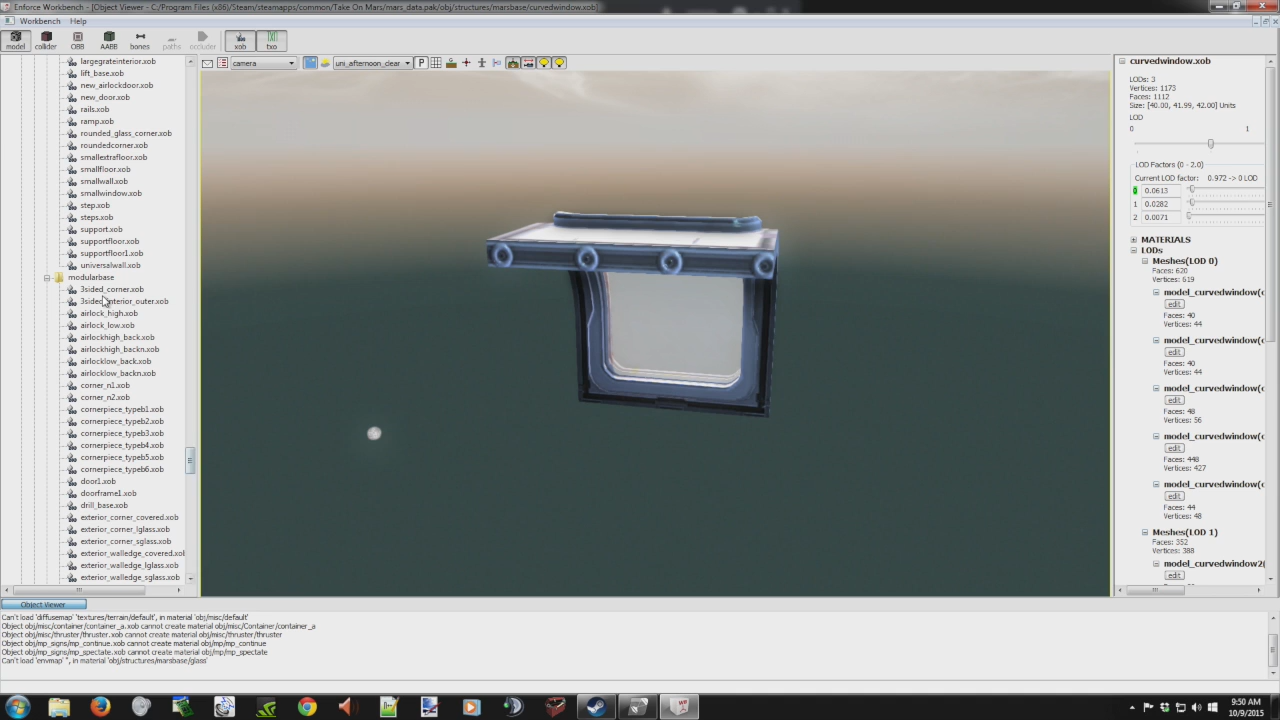 Enforce Workbench - [Object Viewer - C:/Program Files (x86)/Steam/steamapps/common/Take On Mars/mars_data.pak/obj/structures/marsbase/curvedwindow.xob]
Workbench Help
model collider OBB AABB bones paths occluder xob txo
camera uni_afternoon_clear P
largegrateinterior.xob
lift_base.xob
new_airlockdoor.xob
new_door.xob
rails.xob
ramp.xob
rounded_glass_corner.xob
roundedcorner.xob
smallextrafloor.xob
smallfloor.xob
smallwall.xob
smallwindow.xob
step.xob
steps.xob
support.xob
supportfloor.xob
supportfloor1.xob
universalwall.xob
modularbase
3sided_corner.xob
3sided_interior_outer.xob
airlock_high.xob
airlock_low.xob
airlockhigh_back.xob
airlockhigh_backn.xob
airlocklow_back.xob
airlocklow_backn.xob
corner_n1.xob
corner_n2.xob
cornerpiece_typeb1.xob
cornerpiece_typeb2.xob
cornerpiece_typeb3.xob
cornerpiece_typeb4.xob
cornerpiece_typeb5.xob
cornerpiece_typeb6.xob
door1.xob
doorframe1.xob
drill_base.xob
exterior_corner_covered.xob
exterior_corner_lglass.xob
exterior_corner_sglass.xob
exterior_walledge_covered.xob
exterior_walledge_lglass.xob
exterior_walledge_sglass.xob
curvedwindow.xob
LODs: 3
Vertices: 1173
Faces: 1112
Size: [40.00, 41.99, 42.00] Units
LOD
0 1
LOD Factors (0 - 2.0)
Current LOD factor: 0.972 -> 0 LOD
0 0.0613
1 0.0282
2 0.0071
MATERIALS
LODs
Meshes(LOD 0)
Faces: 620
Vertices: 619
model_curvedwindow(c
edit
Faces: 40
Vertices: 44
model_curvedwindow(c
edit
Faces: 40
Vertices: 44
model_curvedwindow(c
edit
Faces: 48
Vertices: 56
model_curvedwindow(c
edit
Faces: 448
Vertices: 427
model_curvedwindow(c
edit
Faces: 44
Vertices: 48
Meshes(LOD 1)
Faces: 352
Vertices: 388
model_curvedwindow2(
edit
Object Viewer
Can't load 'diffusemap' 'textures/terrain/default', in material 'obj/misc/default'
Object obj/misc/container/container_a.xob cannot create material obj/misc/Container/container_a
Object obj/misc/thruster/thruster.xob cannot create material obj/misc/thruster/thruster
Object obj/mp_signs/mp_continue.xob cannot create material obj/mp/mp_continue
Object obj/mp_signs/mp_spectate.xob cannot create material obj/mp/mp_spectate
Can't load 'envmap' '', in material 'obj/structures/marsbase/glass'
9:50 AM
10/9/2015